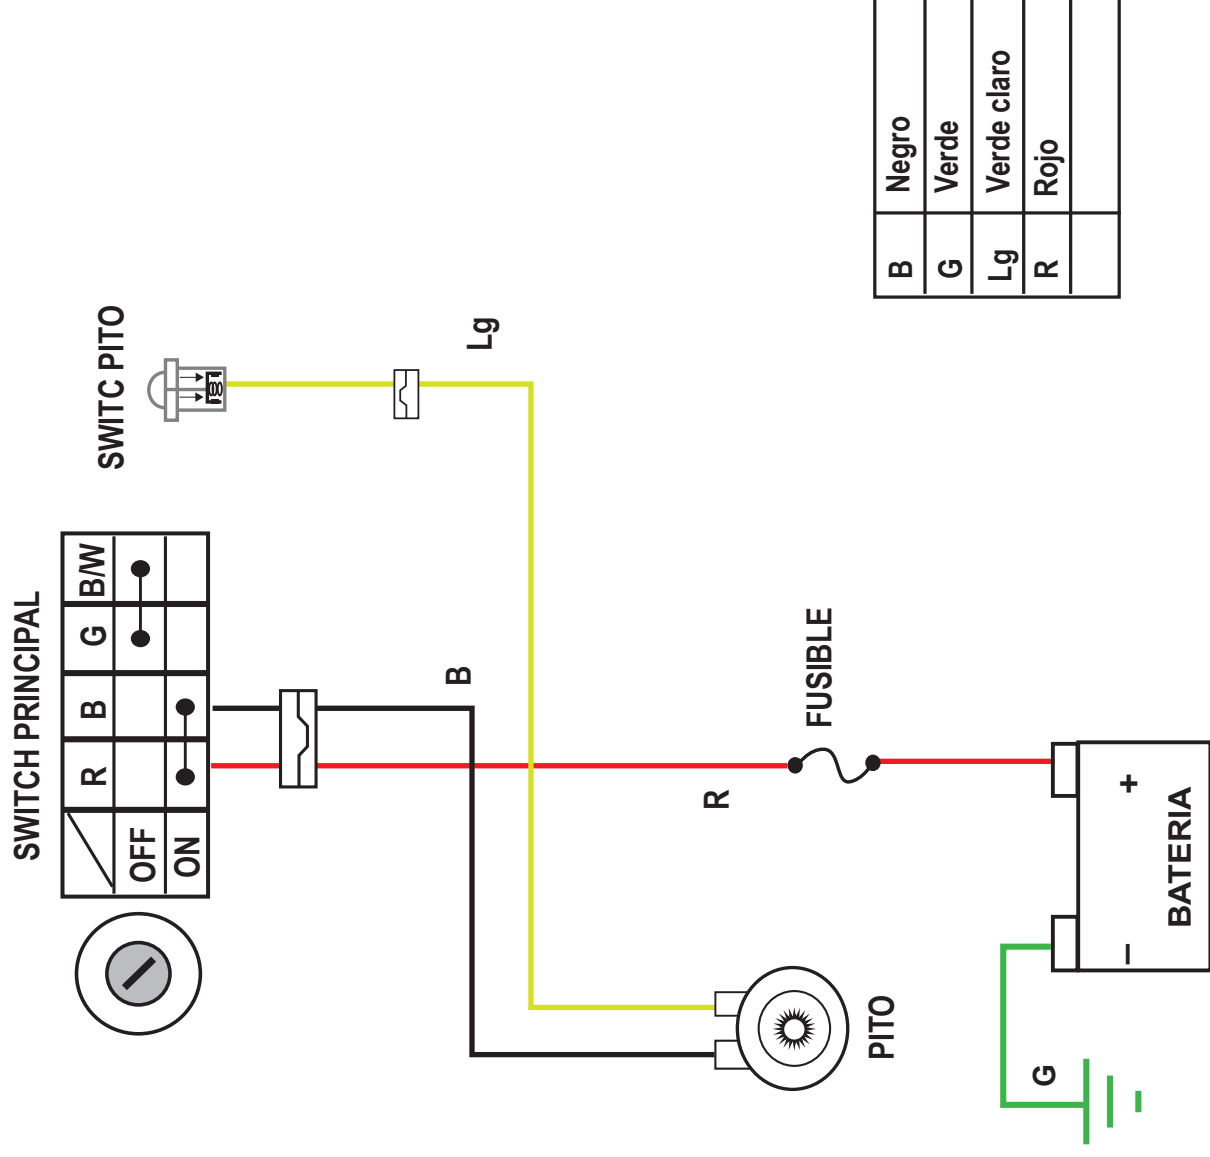 SWITCH PRINCIPAL
R B G B/W
OFF
ON
SWITC PITO
Lg
B
R
FUSIBLE
PITO
G
+
–
BATERIA
B Negro
G Verde
Lg Verde claro
R Rojo